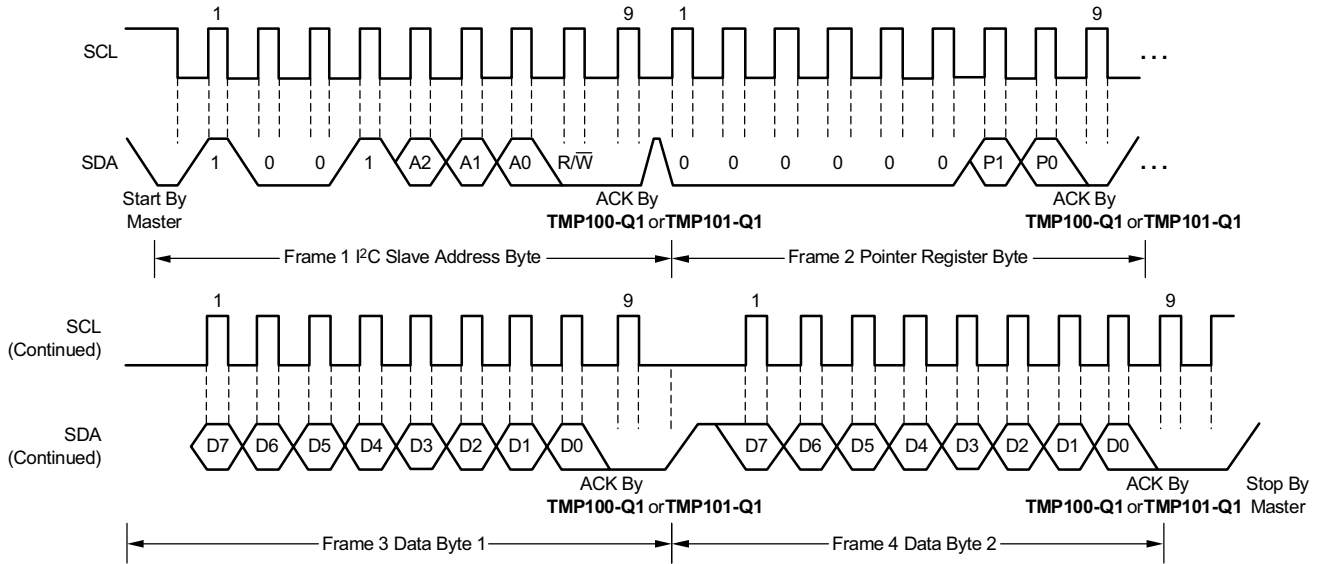 1 9 1 9
SCL ...
SDA 1 0 0 1 A2 A1 A0 R/W̅ 0 0 0 0 0 0 P1 P0 ...
Start By Master
ACK By TMP100-Q1 or TMP101-Q1
ACK By TMP100-Q1 or TMP101-Q1
Frame 1 I²C Slave Address Byte
Frame 2 Pointer Register Byte
1 9 1 9
SCL (Continued)
SDA (Continued) D7 D6 D5 D4 D3 D2 D1 D0 D7 D6 D5 D4 D3 D2 D1 D0
ACK By TMP100-Q1 or TMP101-Q1
ACK By TMP100-Q1 or TMP101-Q1
Stop By Master
Frame 3 Data Byte 1
Frame 4 Data Byte 2